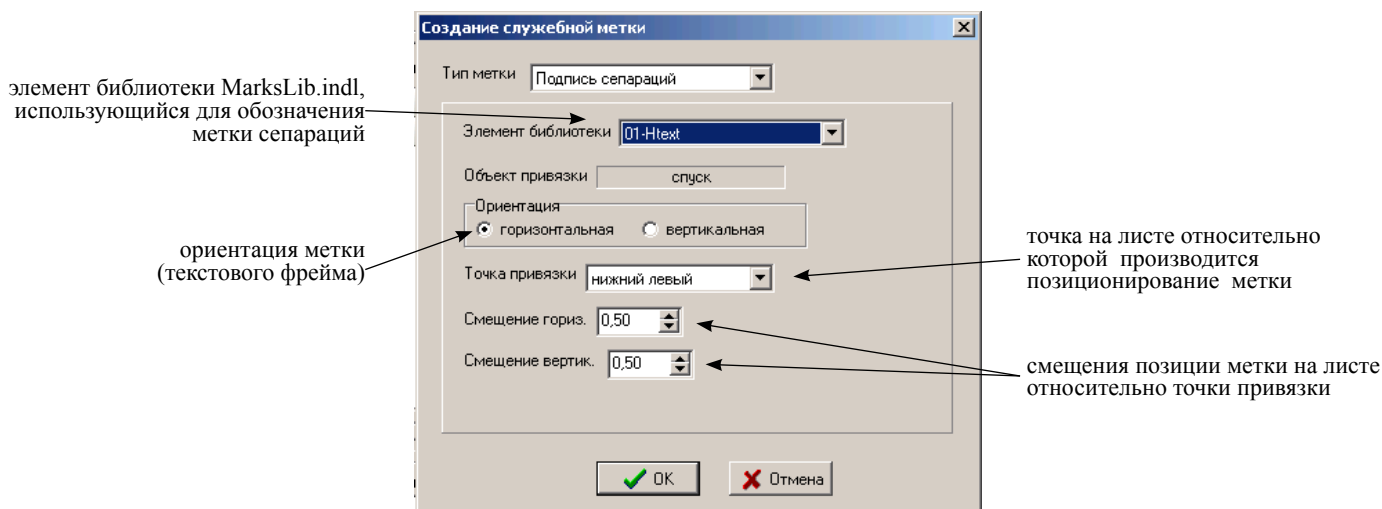 Создание служебной метки
Тип метки Подпись сепараций
элемент библиотеки MarksLib.indl,
использующийся для обозначения
метки сепараций
Элемент библиотеки 01-Htext
Объект привязки спуск
Ориентация
горизонтальная вертикальная
ориентация метки
(текстового фрейма)
Точка привязки нижний левый
точка на листе относительно
которой производится
позиционирование метки
Смещение гориз. 0,50
Смещение вертик. 0,50
смещения позиции метки на листе
относительно точки привязки
OK Отмена